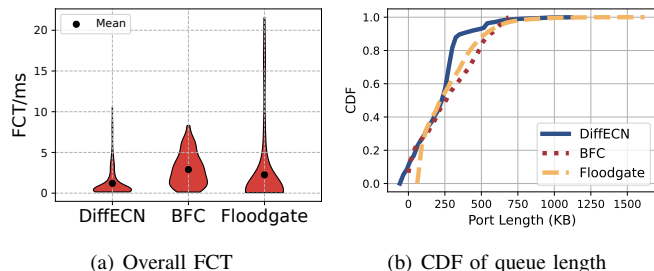 Mean
20
15
10
5
0
FCT/ms
DiffECN BFC Floodgate
(a) Overall FCT
1.0
0.8
0.6
0.4
0.2
0.0
CDF
DiffECN
BFC
Floodgate
0 250 500 750 1000 1250 1500
Port Length (KB)
(b) CDF of queue length